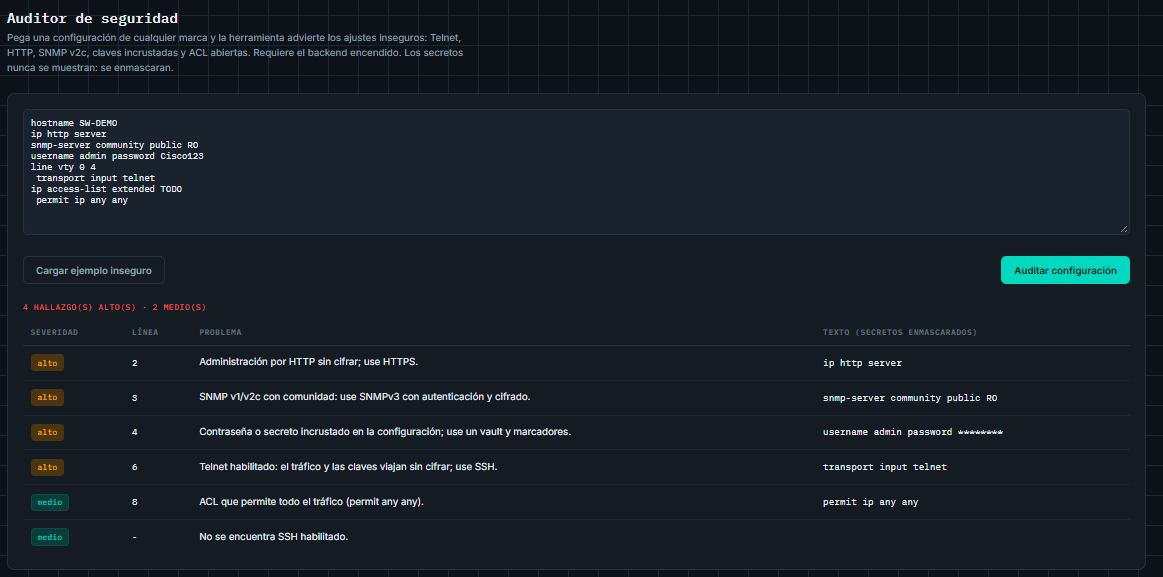 Auditor de seguridad
Pega una configuración de cualquier marca y la herramienta advierte los ajustes inseguros: Telnet,
HTTP, SNMP v2c, claves incrustadas y ACL abiertas. Requiere el backend encendido. Los secretos
nunca se muestran: se enmascaran.
hostname SW-DEMO
ip http server
snmp-server community public RO
username admin password Cisco123
line vty 0 4
 transport input telnet
ip access-list extended TODO
 permit ip any any
Cargar ejemplo inseguro
Auditar configuración
4 HALLAZGO(S) ALTO(S) · 2 MEDIO(S)
SEVERIDAD LÍNEA PROBLEMA TEXTO (SECRETOS ENMASCARADOS)
alto 2 Administración por HTTP sin cifrar; use HTTPS. ip http server
alto 3 SNMP v1/v2c con comunidad: use SNMPv3 con autenticación y cifrado. snmp-server community public RO
alto 4 Contraseña o secreto incrustado en la configuración; use un vault y marcadores. username admin password ********
alto 6 Telnet habilitado: el tráfico y las claves viajan sin cifrar; use SSH. transport input telnet
medio 8 ACL que permite todo el tráfico (permit any any). permit ip any any
medio - No se encuentra SSH habilitado.